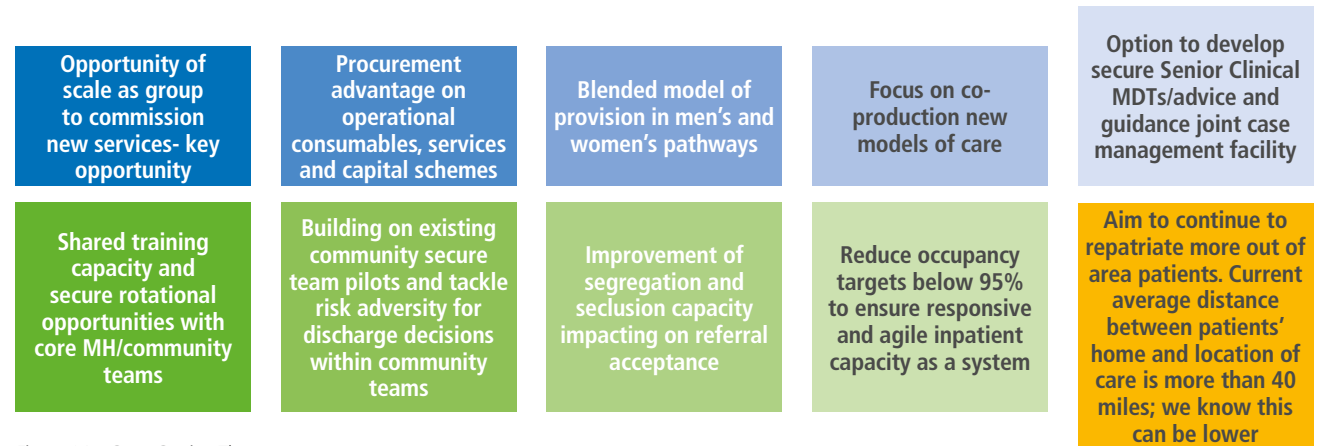 Opportunity of
scale as group
to commission
new services- key
opportunity
Procurement
advantage on
operational
consumables, services
and capital schemes
Blended model of
provision in men's and
women's pathways
Focus on co-
production new
models of care
Option to develop
secure Senior Clinical
MDTs/advice and
guidance joint case
management facility
Shared training
capacity and
secure rotational
opportunities with
core MH/community
teams
Building on existing
community secure
team pilots and tackle
risk adversity for
discharge decisions
within community
teams
Improvement of
segregation and
seclusion capacity
impacting on referral
acceptance
Reduce occupancy
targets below 95%
to ensure responsive
and agile inpatient
capacity as a system
Aim to continue to
repatriate more out of
area patients. Current
average distance
between patients'
home and location of
care is more than 40
miles; we know this
can be lower